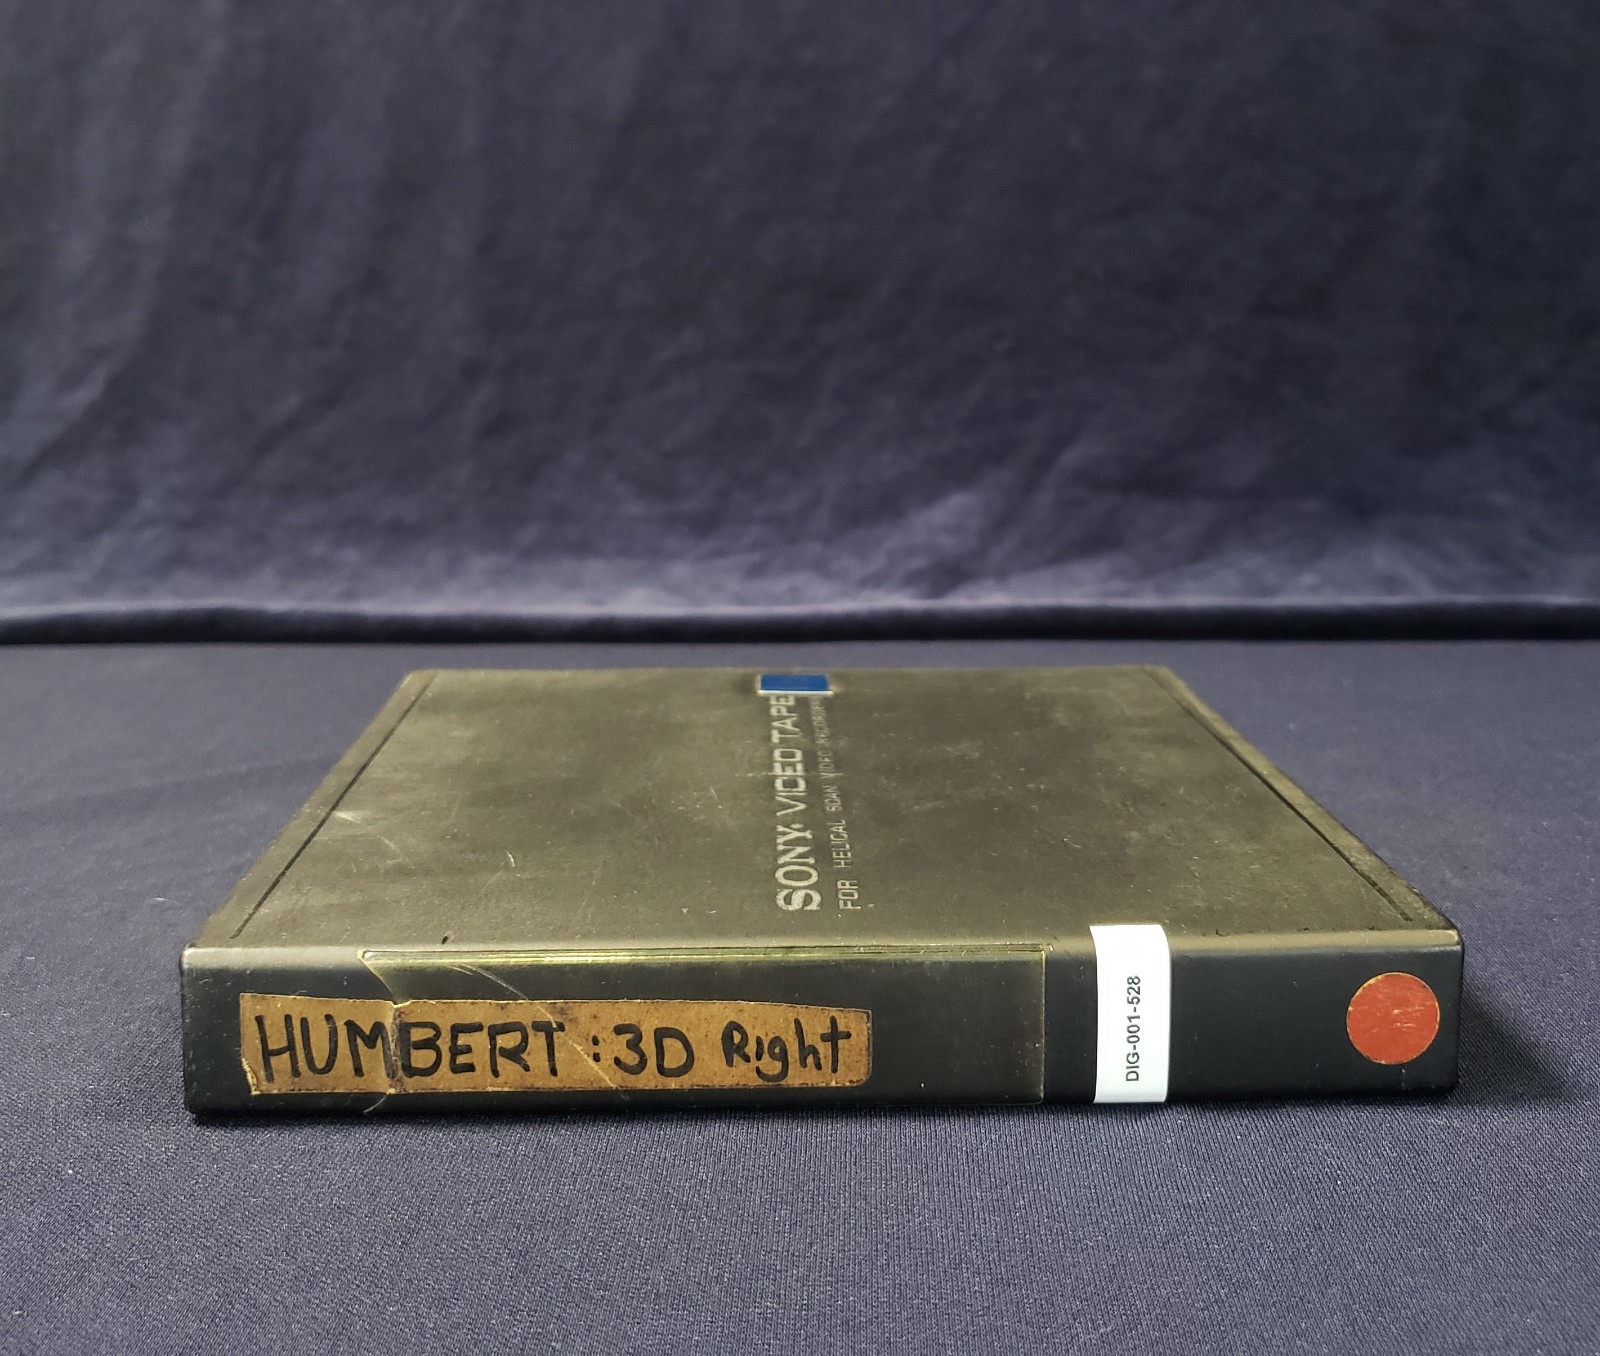 SONY VIDEO TAPE
FOR HELICAL SCAN VIDEO RECORDERS
HUMBERT : 3D Right
DIG-001-528